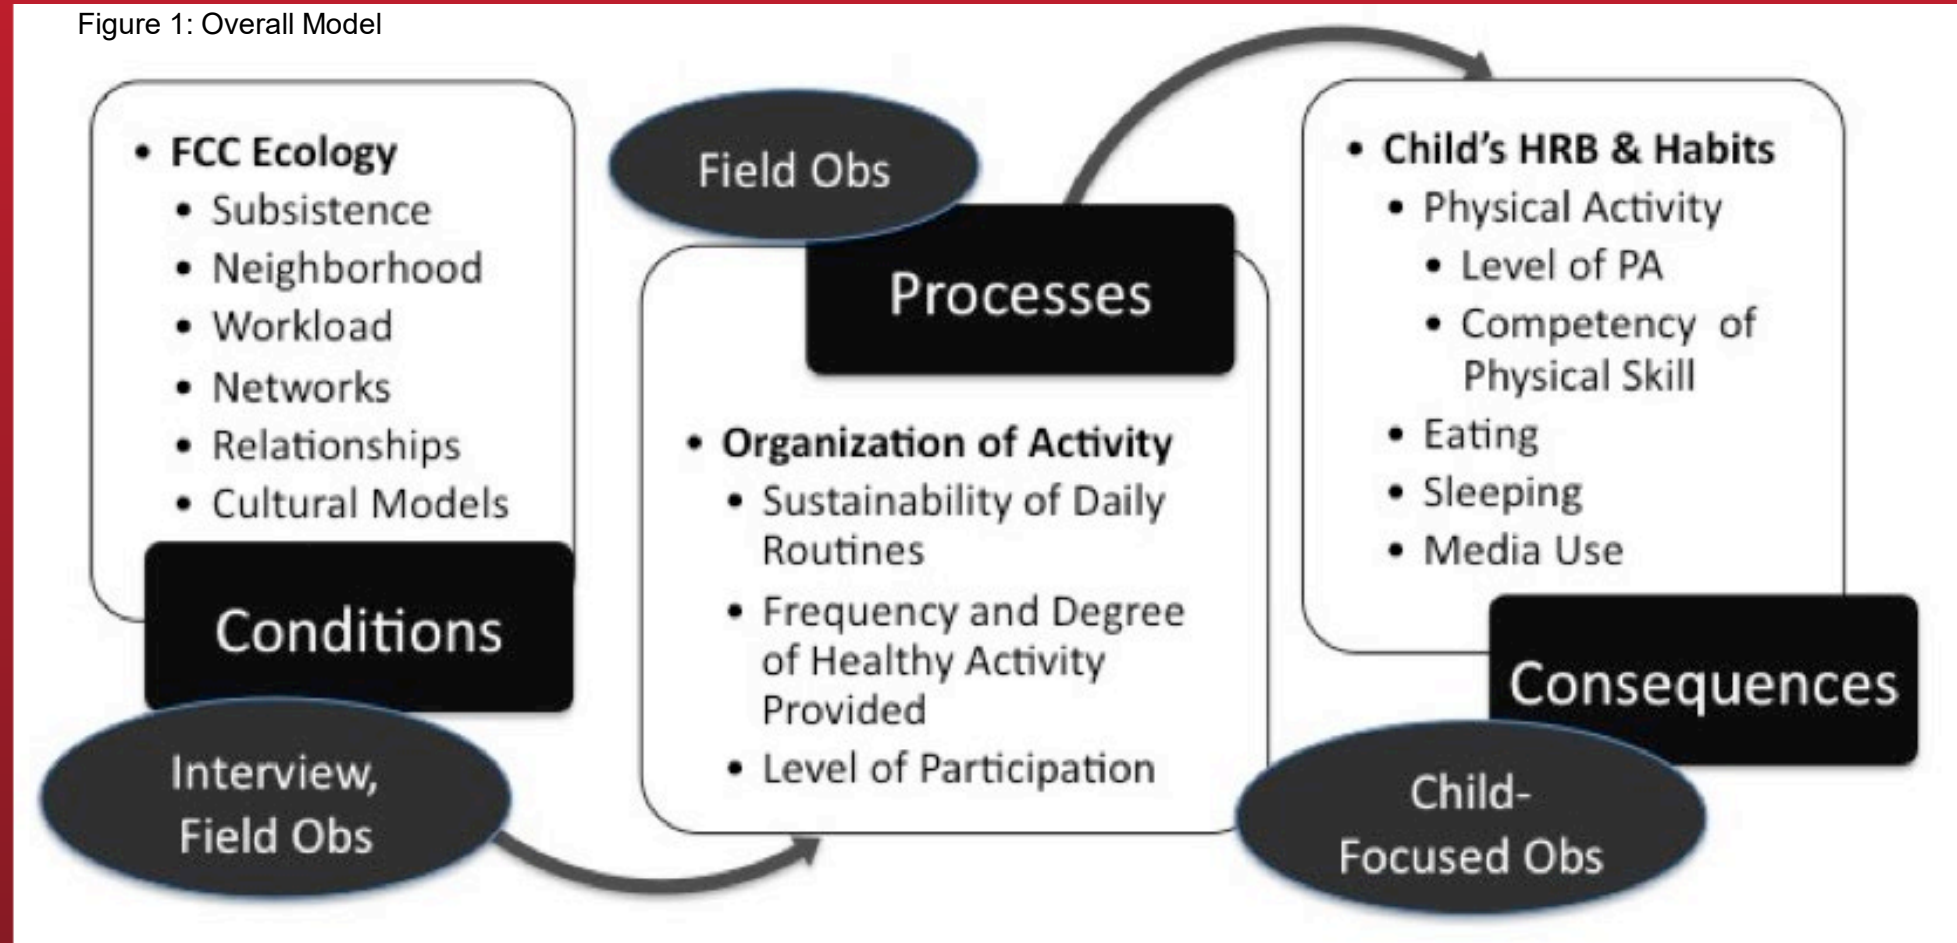 Figure 1: Overall Model
• FCC Ecology
• Subsistence
• Neighborhood
• Workload
• Networks
• Relationships
• Cultural Models
Conditions
Interview,
Field Obs
Field Obs
Processes
• Organization of Activity
• Sustainability of Daily
Routines
• Frequency and Degree
of Healthy Activity
Provided
• Level of Participation
• Child’s HRB & Habits
• Physical Activity
• Level of PA
• Competency of
Physical Skill
• Eating
• Sleeping
• Media Use
Consequences
Child-
Focused Obs